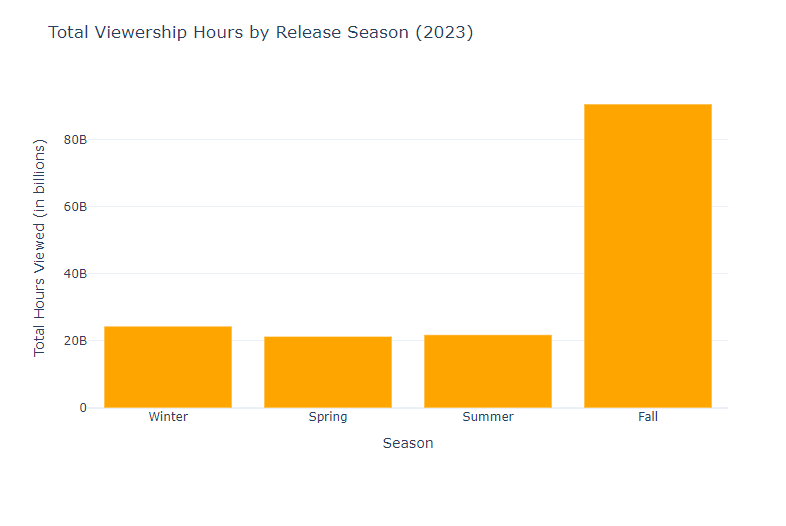 Total Viewership Hours by Release Season (2023)
Total Hours Viewed (in billions)
80B
60B
40B
20B
0
Winter Spring Summer Fall
Season